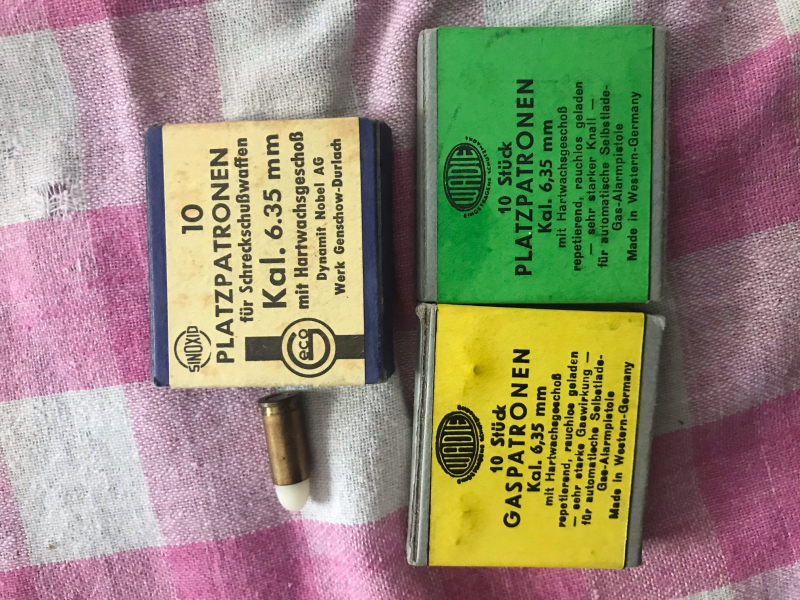 SINOXID
10
PLATZPATRONEN
für Schreckschußwaffen
Kal. 6.35 mm
mit Hartwachsgeschoß
Dynamit Nobel AG
Werk Genschow-Durlach
Geco
WADIE
10 Stück
PLATZPATRONEN
Kal. 6,35 mm
mit Hartwachsgeschoß
repetierend, rauchlos geladen
— sehr starker Knall —
für automatische Selbstlade-
Gas-Alarmpistole
Made in Western-Germany
WADIE
10 Stück
GASPATRONEN
Kal. 6,35 mm
mit Hartwachsgeschoß
repetierend, rauchlos geladen
— sehr starke Gaswirkung —
für automatische Selbstlade-
Gas-Alarmpistole
Made in Western-Germany